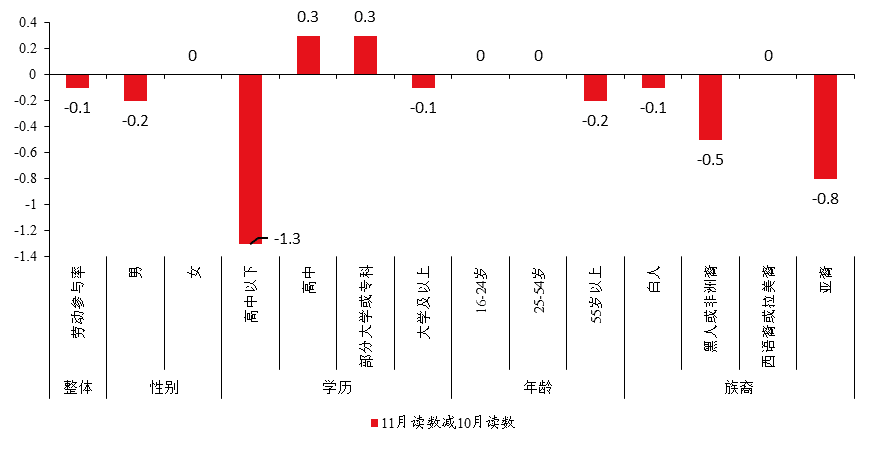 0.4
0.2
0
-0.2
-0.4
-0.6
-0.8
-1
-1.2
-1.4
-0.1
-0.2
0
-1.3
0.3
0.3
-0.1
0
0
-0.2
-0.1
-0.5
0
-0.8
劳动参与率
男
女
高中以下
高中
部分大学或专科
大学及以上
16-24岁
25-54岁
55岁以上
白人
黑人或非洲裔
西语裔或拉美裔
亚裔
整体
性别
学历
年龄
族裔
11月读数减10月读数